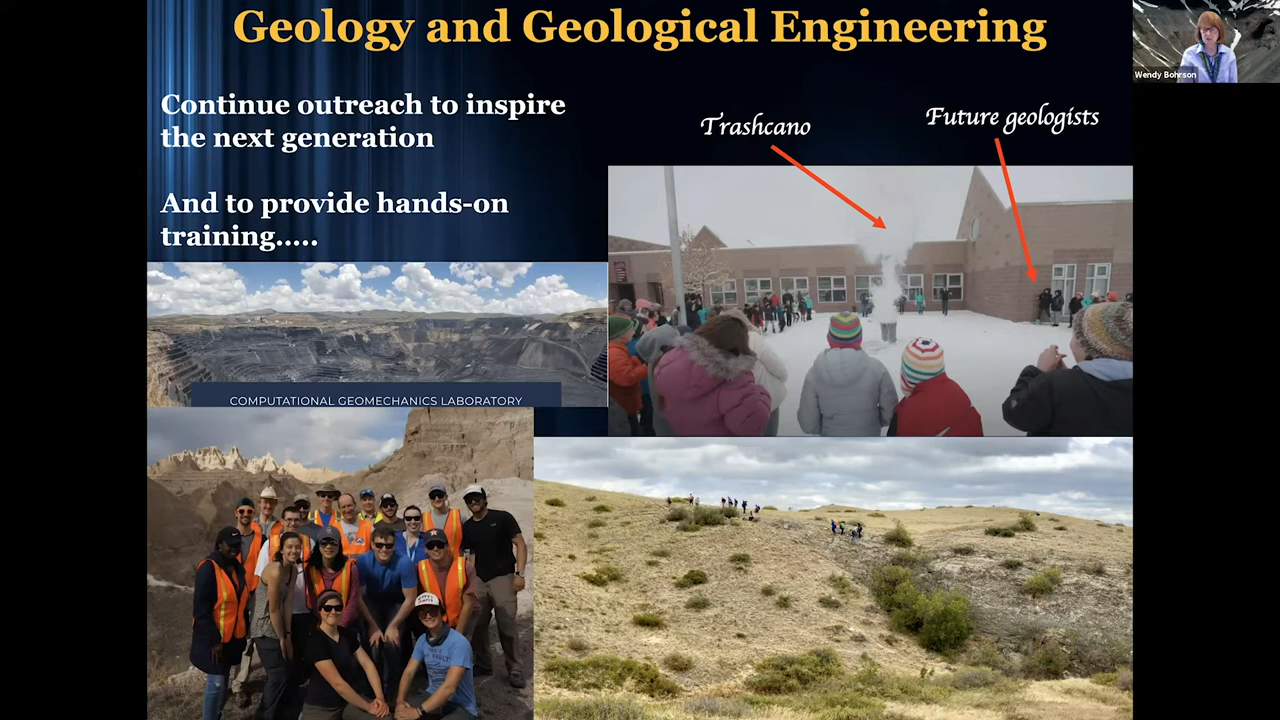 Geology and Geological Engineering
Wendy Bohrson
Continue outreach to inspire
the next generation
And to provide hands-on
training.....
Trashcano
Future geologists
COMPUTATIONAL GEOMECHANICS LABORATORY